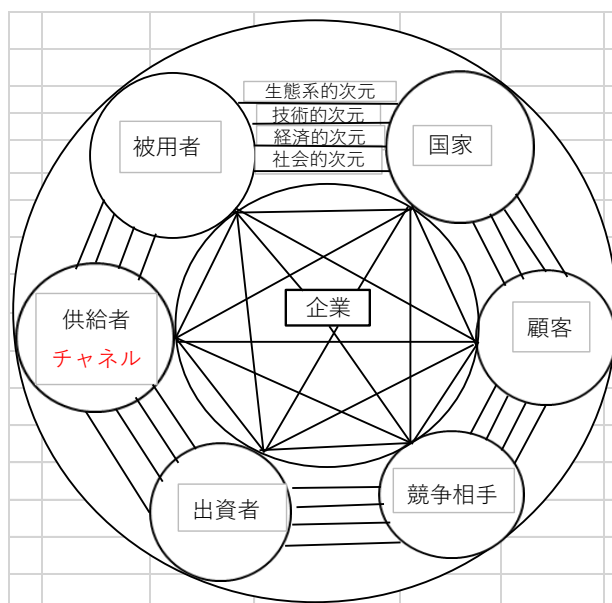 生態系的次元
技術的次元
経済的次元
社会的次元
被用者
国家
企業
供給者
チャネル
顧客
出資者
競争相手